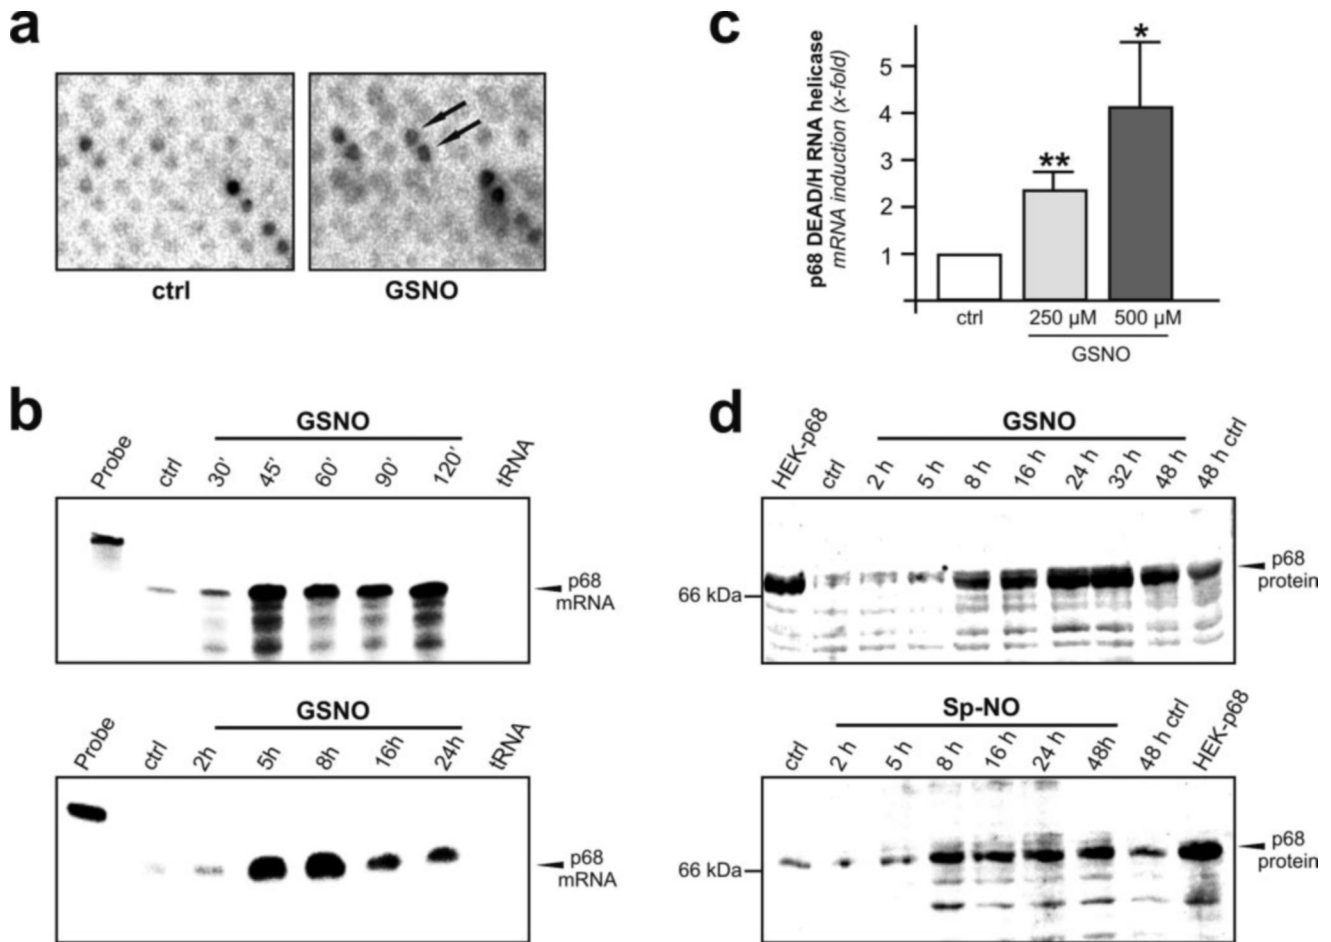 a
ctrl
GSNO
b
GSNO
Probe
ctrl
30'
45'
60'
90'
120'
tRNA
p68
mRNA
GSNO
Probe
ctrl
2h
5h
8h
16h
24h
tRNA
p68
mRNA
c
p68 DEAD/H RNA helicase
mRNA induction (x-fold)
5
4
3
2
1
*
**
ctrl
250 µM
500 µM
GSNO
d
GSNO
HEK-p68
ctrl
2 h
5 h
8 h
16 h
24 h
32 h
48 h
48 h ctrl
66 kDa
p68
protein
Sp-NO
ctrl
2 h
5 h
8 h
16 h
24 h
48h
48 h ctrl
HEK-p68
66 kDa
p68
protein